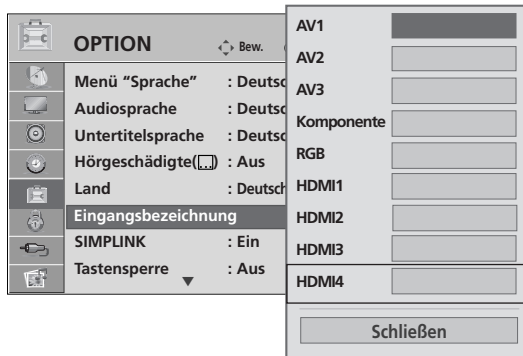 OPTION
Bew.
Menü "Sprache" : Deutsc
Audiosprache : Deutsc
Untertitelsprache : Deutsc
Hörgeschädigte(...) : Aus
Land : Deutsch
Eingangsbezeichnung
SIMPLINK : Ein
Tastensperre : Aus
AV1
AV2
AV3
Komponente
RGB
HDMI1
HDMI2
HDMI3
HDMI4
Schließen